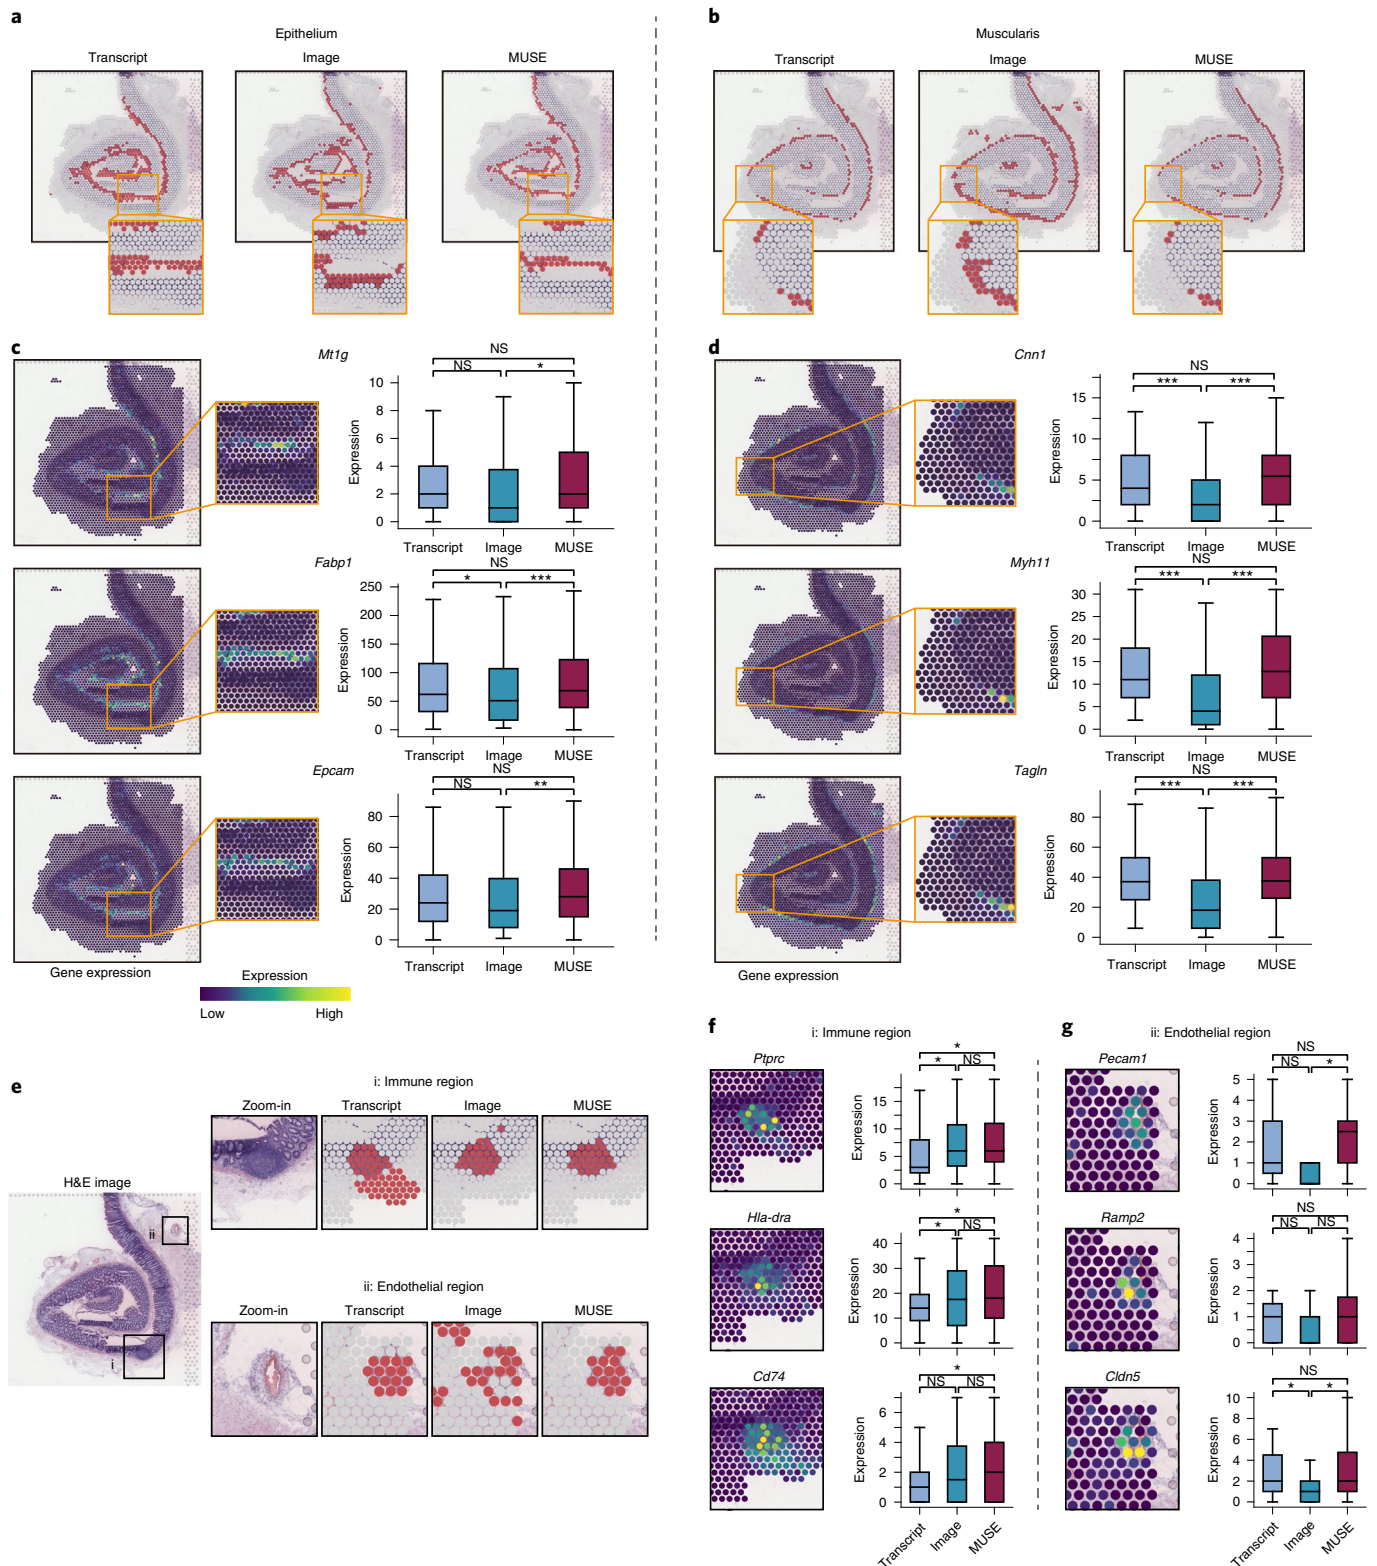 a
Epithelium
Transcript Image MUSE
b
Muscularis
Transcript Image MUSE
c
Mt1g
NS
NS *
Expression
10
8
6
4
2
0
Transcript Image MUSE
Fabp1
NS
* ***
Expression
250
200
150
100
50
0
Transcript Image MUSE
Epcam
NS
NS **
Expression
80
60
40
20
0
Transcript Image MUSE
Gene expression
Expression
Low High
d
Cnn1
NS
*** ***
Expression
15
10
5
0
Transcript Image MUSE
Myh11
NS
*** ***
Expression
30
25
20
15
10
5
0
Transcript Image MUSE
Tagln
NS
*** ***
Expression
80
60
40
20
0
Transcript Image MUSE
Gene expression
e
H&E image
ii
i
i: Immune region
Zoom-in Transcript Image MUSE
ii: Endothelial region
Zoom-in Transcript Image MUSE
f
i: Immune region
Ptprc
*
* NS
Expression
15
10
5
0
Hla-dra
*
* NS
Expression
40
30
20
10
0
Cd74
*
NS NS
Expression
6
4
2
0
Transcript Image MUSE
g
ii: Endothelial region
Pecam1
NS
NS *
Expression
5
4
3
2
1
0
Ramp2
NS
NS NS
Expression
4
3
2
1
0
Cldn5
NS
* *
Expression
10
8
6
4
2
0
Transcript Image MUSE